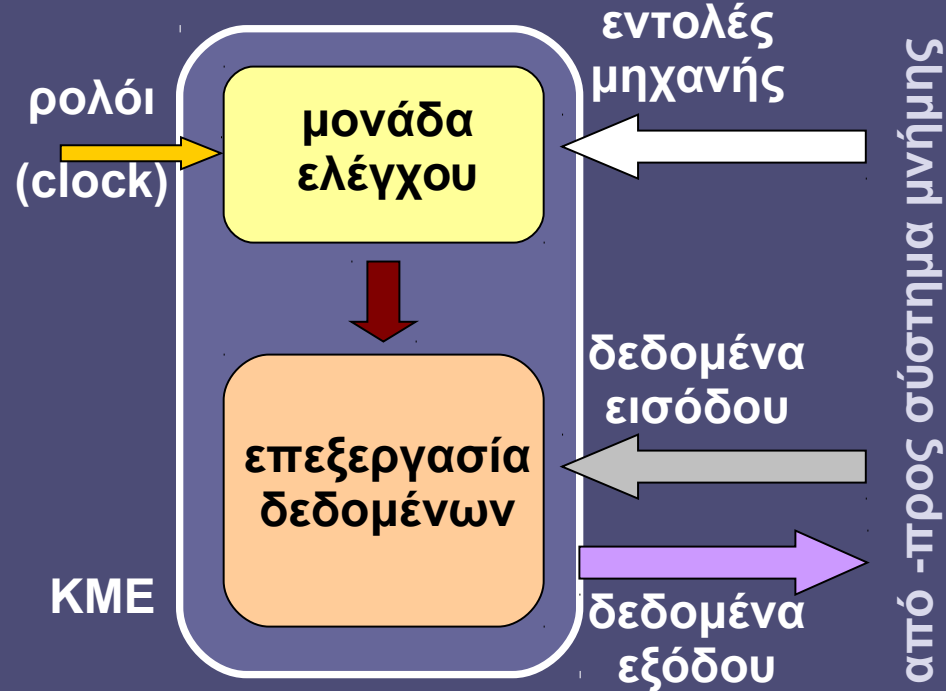 ρολόι
(clock)
μονάδα
ελέγχου
εντολές
μηχανής
επεξεργασία
δεδομένων
δεδομένα
εισόδου
δεδομένα
εξόδου
ΚΜΕ
από -προς σύστημα μνήμης